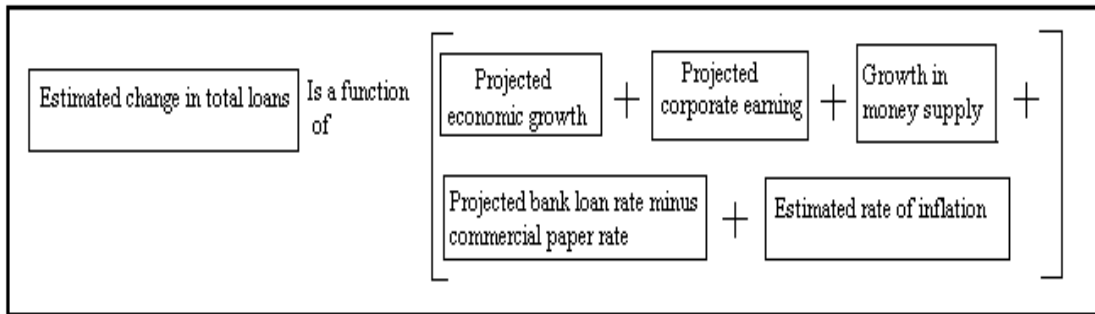 Estimated change in total loans
Is a function
of
Projected
economic growth
+
Projected
corporate earning
+
Growth in
money supply
+
Projected bank loan rate minus
commercial paper rate
+
Estimated rate of inflation